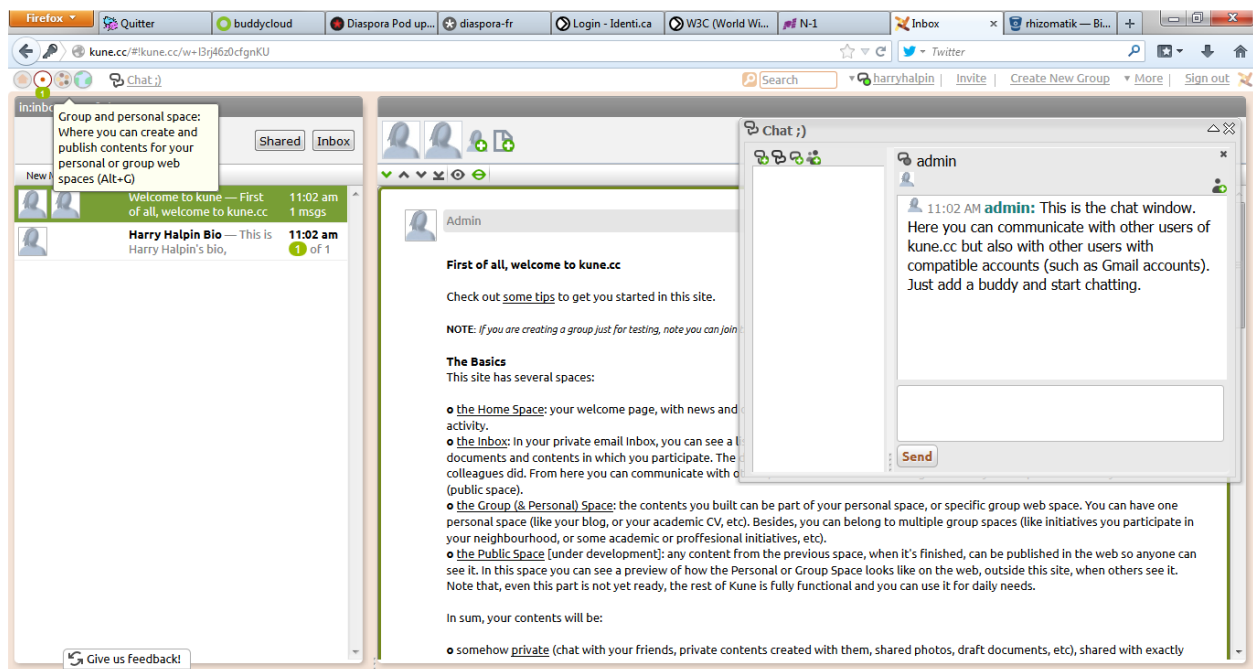 Firefox
Quitter
buddycloud
Diaspora Pod up...
diaspora-fr
Login - Identi.ca
W3C (World Wi...
N-1
Inbox
×
rhizomatik — Bi...
+
kune.cc/#!kune.cc/w+l3rj46z0cfgnKU
Twitter
Chat ;)
Search
harryhalpin |
Invite |
Create New Group
More |
Sign out
1
in:inbo
Group and personal space:
Where you can create and
publish contents for your
personal or group web
spaces (Alt+G)
Shared
Inbox
New
Welcome to kune — First
of all, welcome to kune.cc
11:02 am
1 msgs
Harry Halpin Bio — This is
Harry Halpin's bio,
11:02 am
1 of 1
Give us feedback!
Admin
First of all, welcome to kune.cc
Check out some tips to get you started in this site.
NOTE: If you are creating a group just for testing, note you can join
The Basics
This site has several spaces:
the Home Space: your welcome page, with news and
activity.
the Inbox: In your private email Inbox, you can see a
documents and contents in which you participate. The
colleagues did. From here you can communicate with
(public space).
the Group (& Personal) Space: the contents you built can be part of your personal space, or specific group web space. You can have one
personal space (like your blog, or your academic CV, etc). Besides, you can belong to multiple group spaces (like initiatives you participate in
your neighbourhood, or some academic or proffesional initiatives, etc).
the Public Space [under development]: any content from the previous space, when it's finished, can be published in the web so anyone can
see it. In this space you can see a preview of how the Personal or Group Space looks like on the web, outside this site, when others see it.
Note that, even this part is not yet ready, the rest of Kune is fully functional and you can use it for daily needs.
In sum, your contents will be:
somehow private (chat with your friends, private contents created with them, shared photos, draft documents, etc), shared with exactly
Chat ;)
admin
11:02 AM admin: This is the chat window.
Here you can communicate with other users of
kune.cc but also with other users with
compatible accounts (such as Gmail accounts).
Just add a buddy and start chatting.
Send